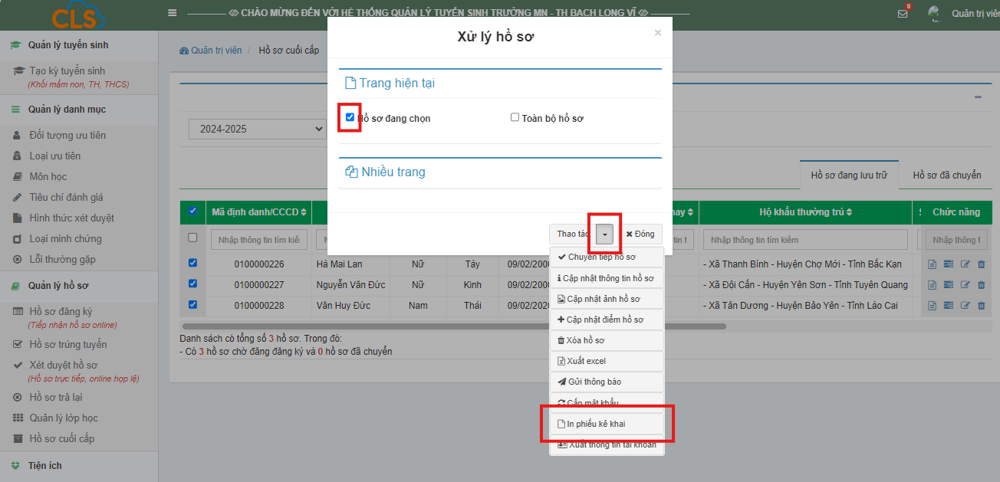 CLS
------------- CHÀO MỪNG ĐẾN VỚI HỆ THỐNG QUẢN LÝ TUYỂN SINH TRƯỜNG MN - TH BẠCH LONG VĨ -------------
0
Quản trị viên
Quản lý tuyển sinh
Tạo kỳ tuyển sinh
(Khối mầm non, TH, THCS)
Quản lý danh mục
Đối tượng ưu tiên
Loại ưu tiên
Môn học
Tiêu chí đánh giá
Hình thức xét duyệt
Loại minh chứng
Lỗi thường gặp
Quản lý hồ sơ
Hồ sơ đăng ký
(Tiếp nhận hồ sơ online)
Hồ sơ trúng tuyển
Xét duyệt hồ sơ
(Hồ sơ trực tiếp, online hợp lệ)
Hồ sơ trả lại
Quản lý lớp học
Hồ sơ cuối cấp
Tiện ích
Quản trị viên / Hồ sơ cuối cấp
2024-2025
Hồ sơ đang lưu trữ
Hồ sơ đã chuyển
Xử lý hồ sơ
×
Trang hiện tại
Hồ sơ đang chọn
Toàn bộ hồ sơ
Nhiều trang
Thao tác
Đóng
Chuyển tiếp hồ sơ
Cập nhật thông tin hồ sơ
Cập nhật ảnh hồ sơ
Cập nhật điểm hồ sơ
Xóa hồ sơ
Xuất excel
Gửi thông báo
Cấp mật khẩu
In phiếu kê khai
Xuất thông tin tài khoản
Mã định danh/CCCD
Hộ khẩu thường trú
Chức năng
Nhập thông tin tìm kiế
Nhập thông tin tìm kiếm
Nhập thông t
0100000226 Hà Mai Lan Nữ Tày 09/02/2000 - Xã Thanh Bình - Huyện Chợ Mới - Tỉnh Bắc Kạn
0100000227 Nguyễn Văn Đức Nữ Kinh - Xã Đội Cấn - Huyện Yên Sơn - Tỉnh Tuyên Quang
0100000228 Văn Huy Đức Nam Thái - Xã Tân Dương - Huyện Bảo Yên - Tỉnh Lào Cai
Danh sách có tổng số 3 hồ sơ. Trong đó:
- Có 3 hồ sơ chờ đăng đăng ký và 0 hồ sơ đã chuyển